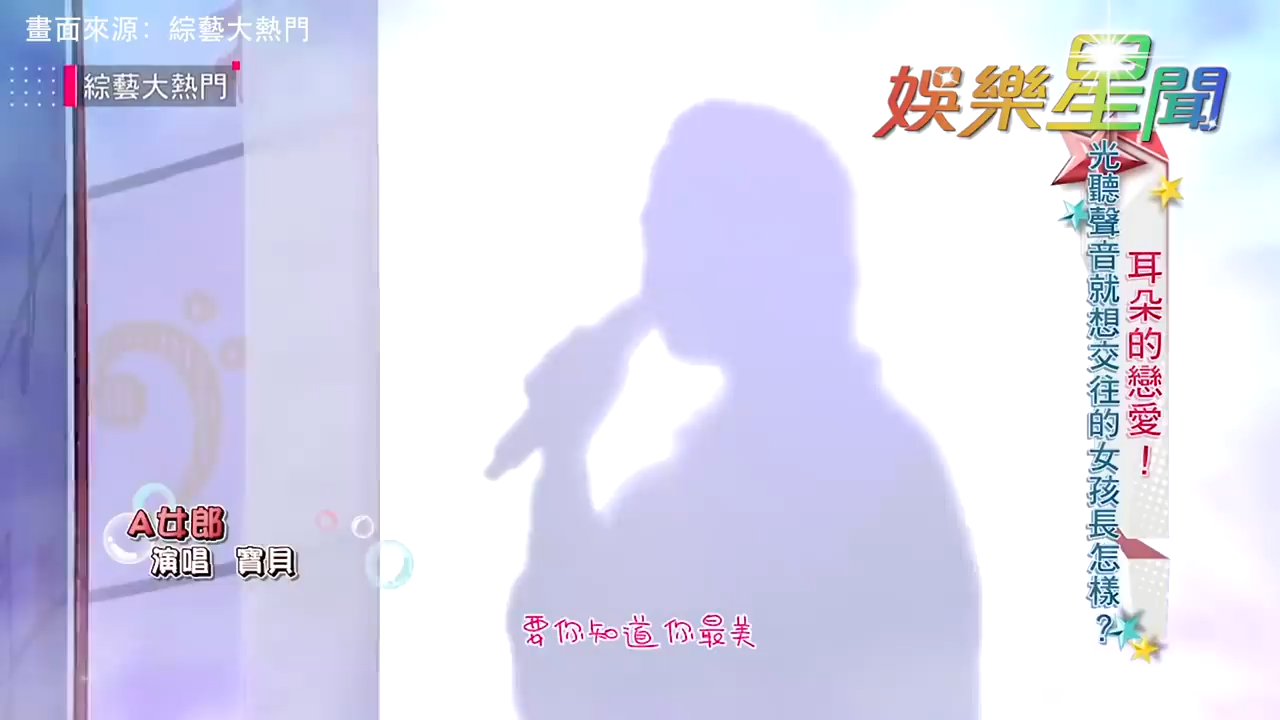 畫面來源: 綜藝大熱門
綜藝大熱門
娛樂星聞
耳朵的戀愛!
光聽聲音就想交往的女孩長怎樣?
A女郎
演唱 寶貝
要你知道你最美